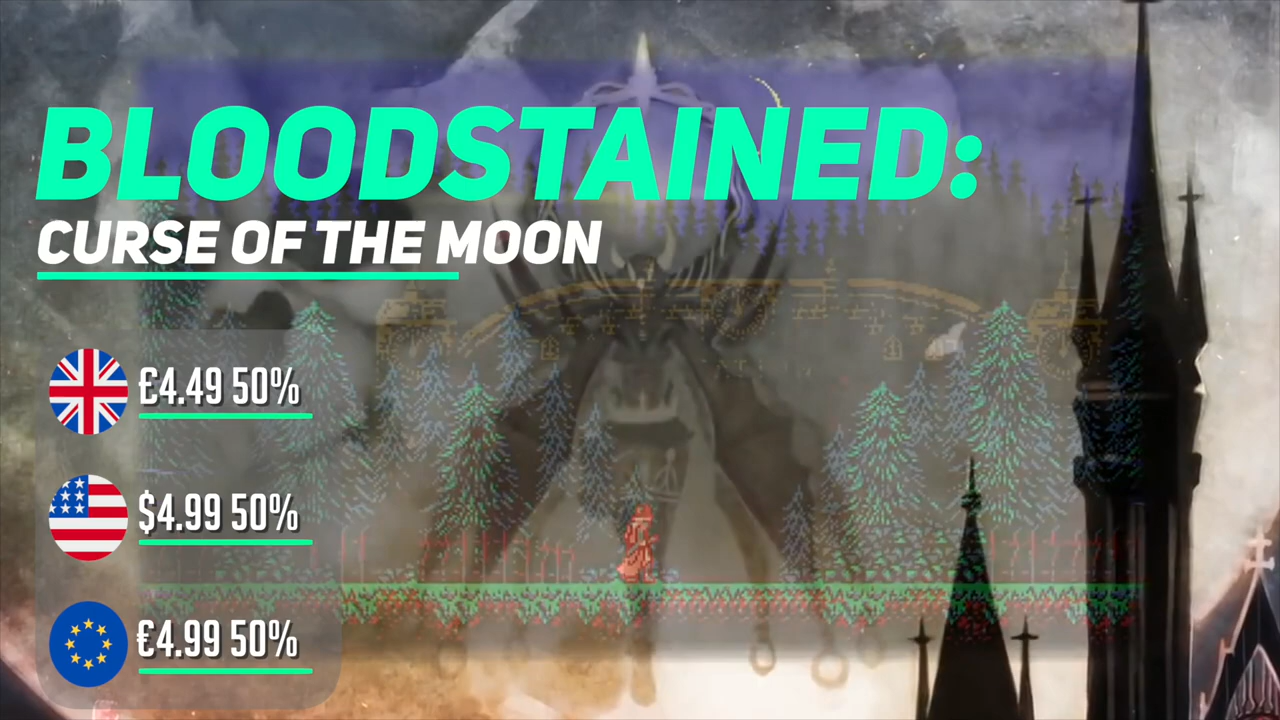 BLOODSTAINED:
CURSE OF THE MOON
£4.49 50%
$4.99 50%
€4.99 50%